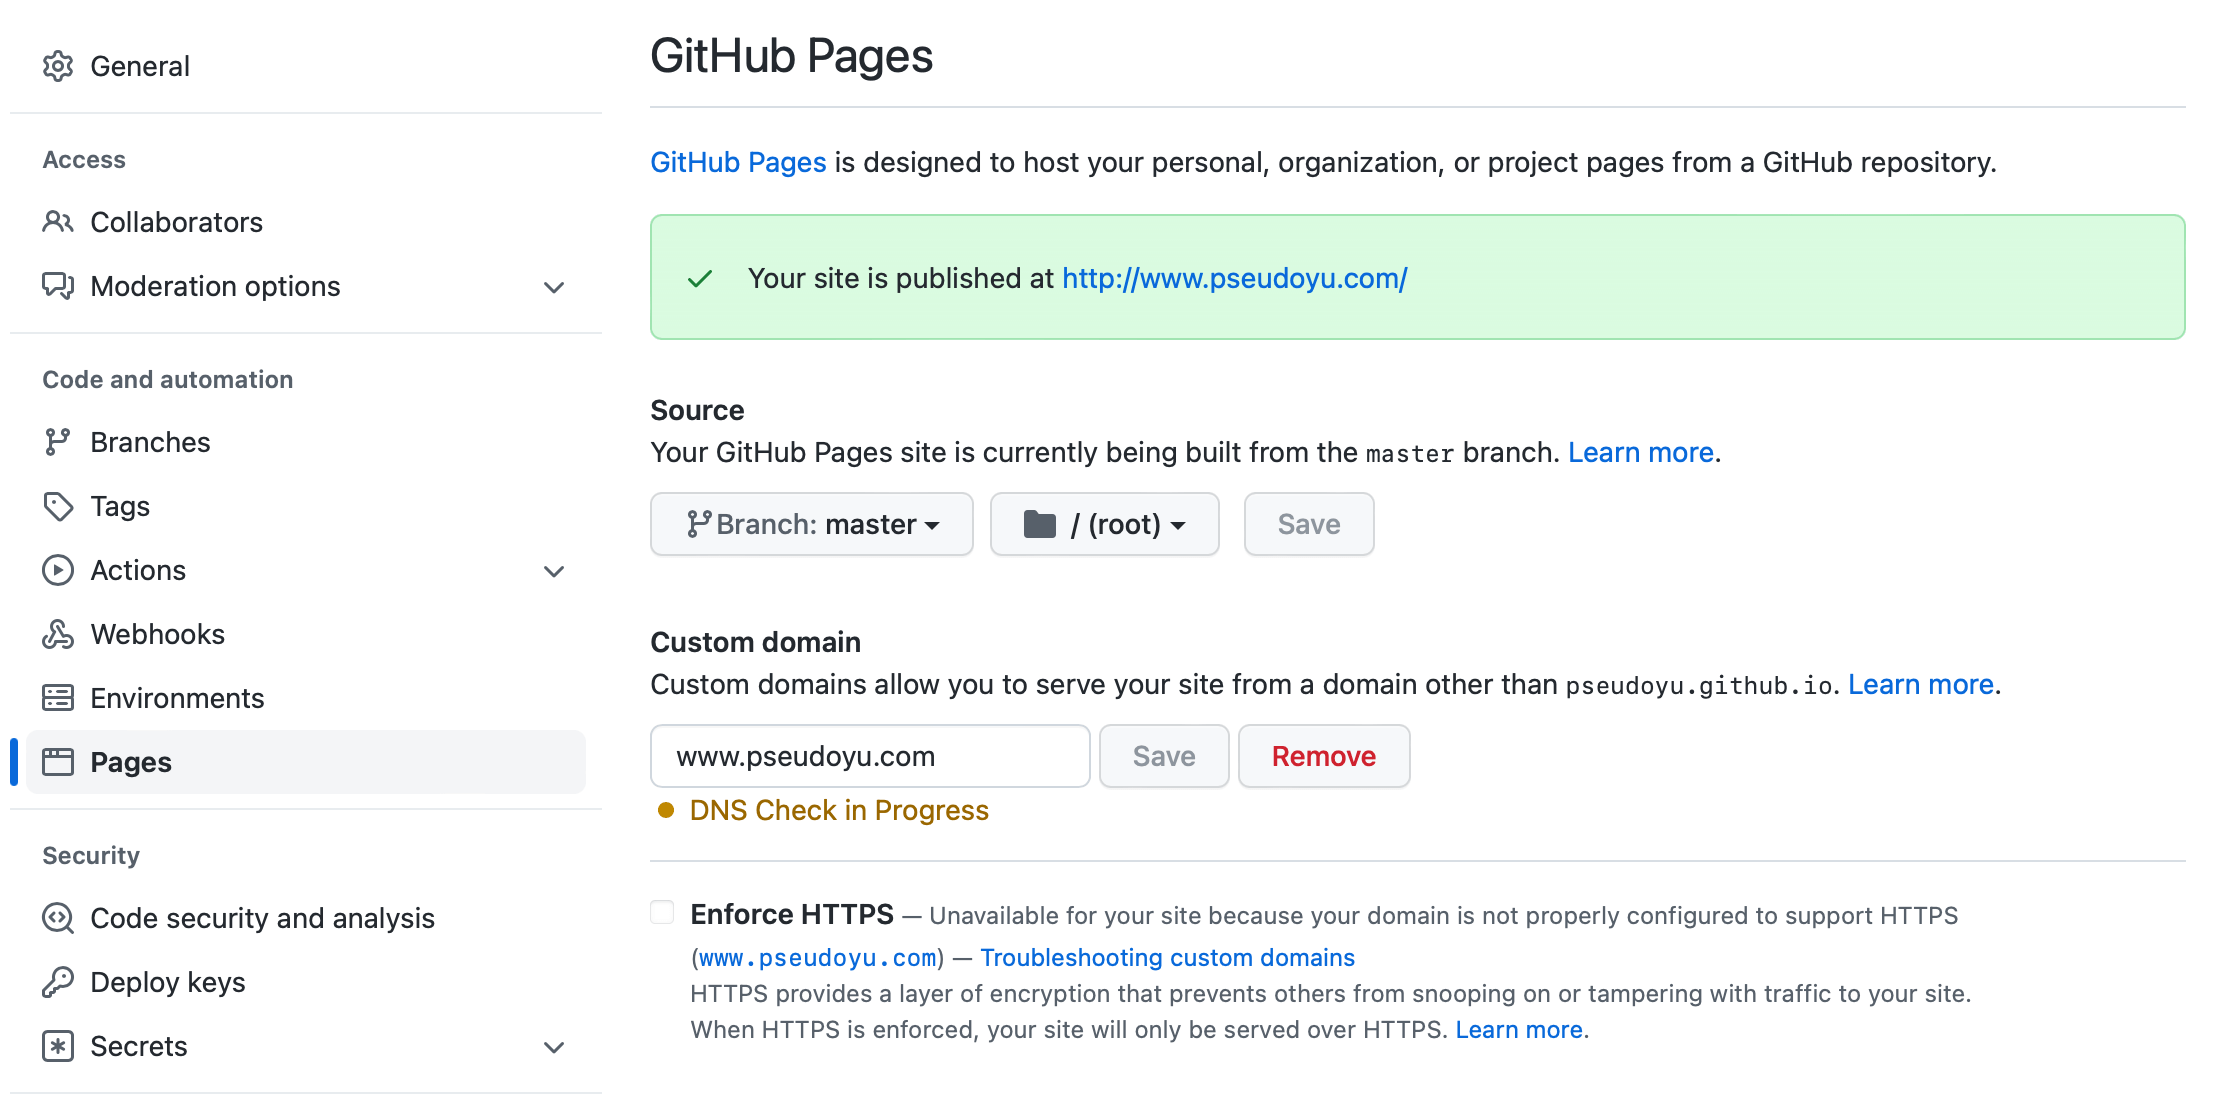 General
Access
Collaborators
Moderation options
Code and automation
Branches
Tags
Actions
Webhooks
Environments
Pages
Security
Code security and analysis
Deploy keys
Secrets
GitHub Pages
GitHub Pages is designed to host your personal, organization, or project pages from a GitHub repository.
Your site is published at http://www.pseudoyu.com/
Source
Your GitHub Pages site is currently being built from the master branch. Learn more.
Branch: master / (root) Save
Custom domain
Custom domains allow you to serve your site from a domain other than pseudoyu.github.io. Learn more.
www.pseudoyu.com Save Remove
DNS Check in Progress
Enforce HTTPS — Unavailable for your site because your domain is not properly configured to support HTTPS
(www.pseudoyu.com) — Troubleshooting custom domains
HTTPS provides a layer of encryption that prevents others from snooping on or tampering with traffic to your site.
When HTTPS is enforced, your site will only be served over HTTPS. Learn more.